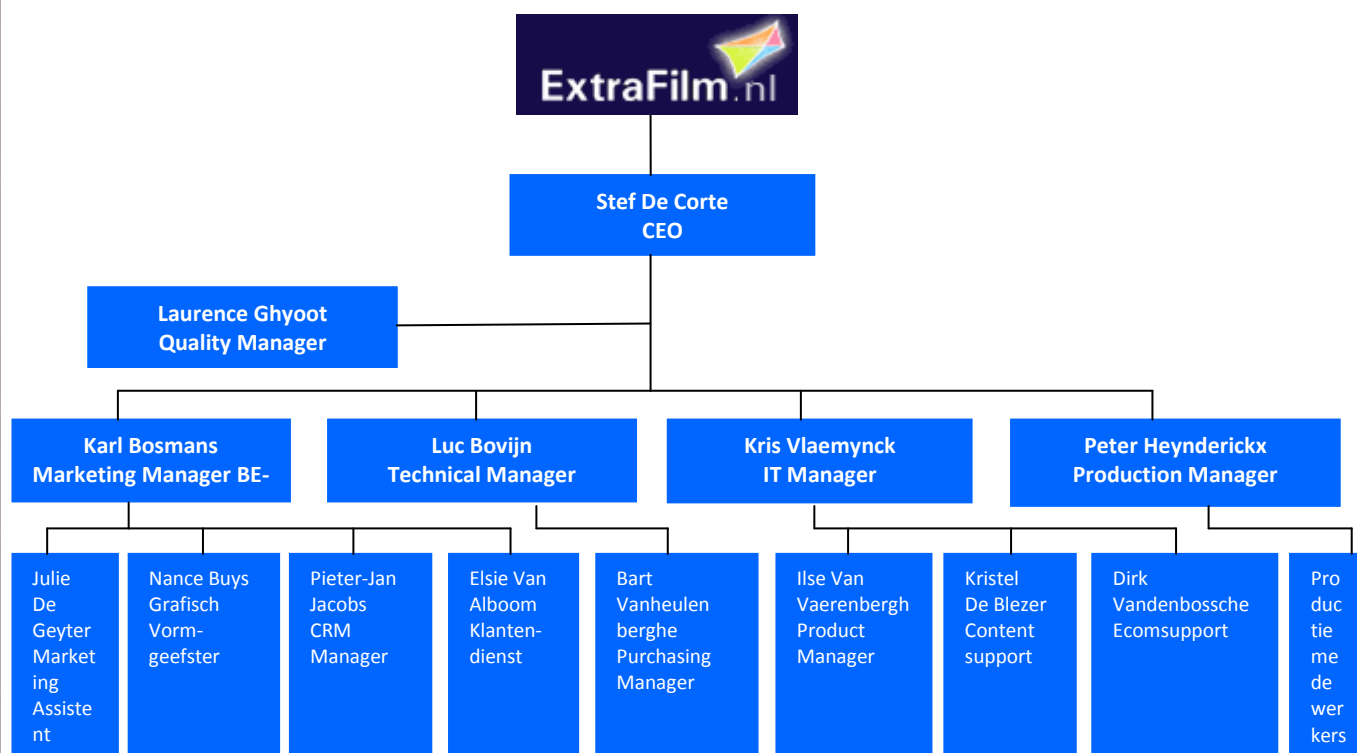 ExtraFilm.nl
Stef De Corte
CEO
Laurence Ghyoot
Quality Manager
Karl Bosmans
Marketing Manager BE-
Luc Bovijn
Technical Manager
Kris Vlaemynck
IT Manager
Peter Heynderickx
Production Manager
Julie
De
Geyter
Market
ing
Assiste
nt
Nance Buys
Grafisch
Vorm-
geefster
Pieter-Jan
Jacobs
CRM
Manager
Elsie Van
Alboom
Klanten-
dienst
Bart
Vanheulen
berghe
Purchasing
Manager
Ilse Van
Vaerenbergh
Product
Manager
Kristel
De Blezer
Content
support
Dirk
Vandenbossche
Ecomsupport
Pro
duc
tie
me
de
wer
kers